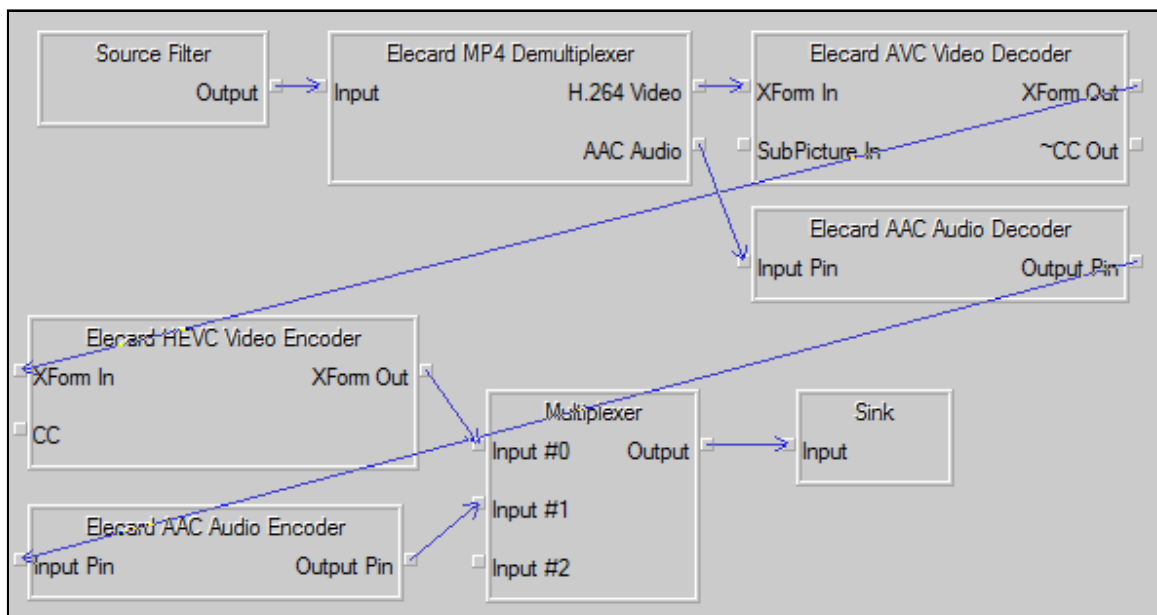 Source Filter
Output
Elecard MP4 Demultiplexer
Input
H.264 Video
AAC Audio
Elecard AVC Video Decoder
XForm In
XForm Out
SubPicture In
~CC Out
Elecard AAC Audio Decoder
Input Pin
Output Pin
Elecard HEVC Video Encoder
XForm In
XForm Out
CC
Multiplexer
Input #0
Output
Input #1
Input #2
Sink
Input
Elecard AAC Audio Encoder
Input Pin
Output Pin